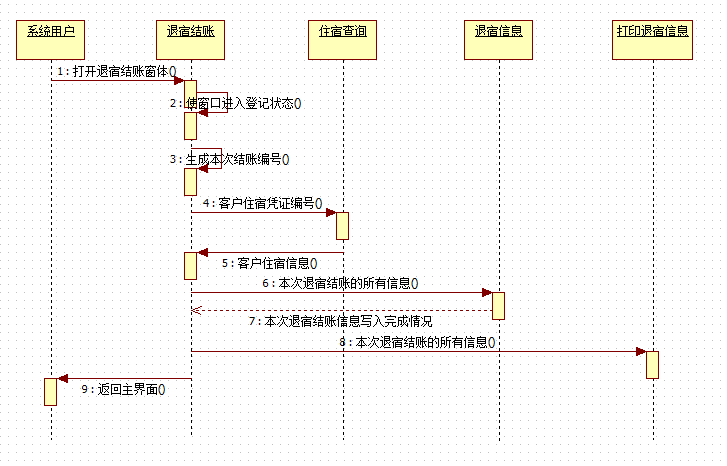 系统用户
退宿结账
住宿查询
退宿信息
打印退宿信息
1 : 打开退宿结账窗体()
2 : 使窗口进入登记状态()
3 : 生成本次结账编号()
4 : 客户住宿凭证编号()
5 : 客户住宿信息()
6 : 本次退宿结账的所有信息()
7 : 本次退宿结账信息写入完成情况
8 : 本次退宿结账的所有信息()
9 : 返回主界面()